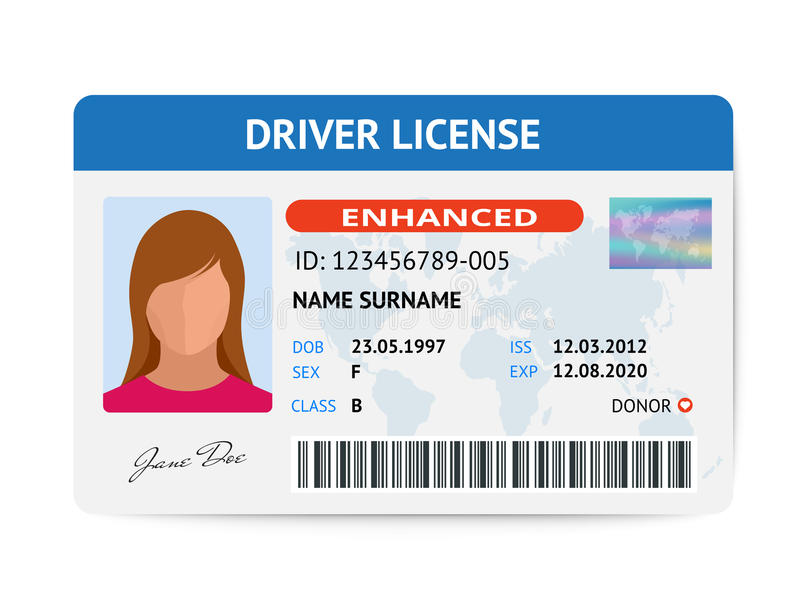 DRIVER LICENSE
ENHANCED
ID: 123456789-005
NAME SURNAME
DOB 23.05.1997 ISS 12.03.2012
SEX F EXP 12.08.2020
CLASS B DONOR
Jane Doe
dreamstime